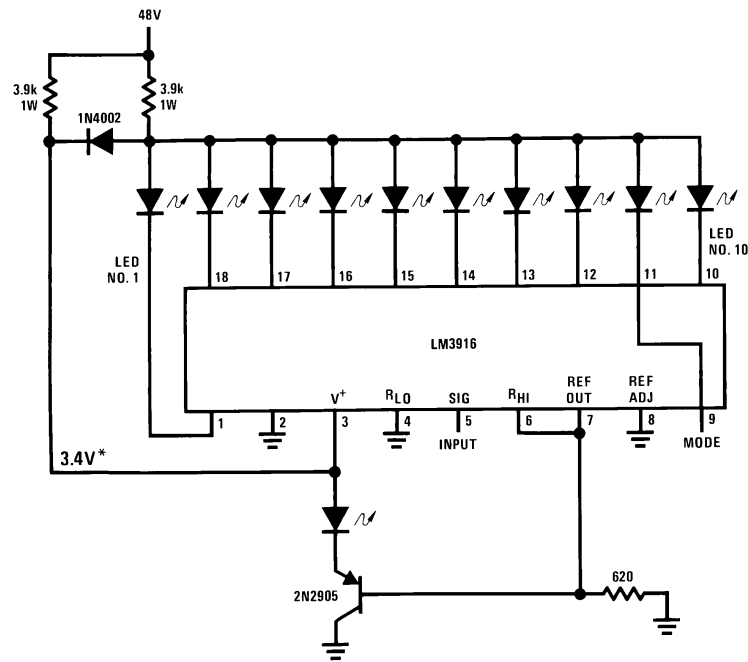 48V
3.9k
1W
3.9k
1W
1N4002
LED
NO. 1
LED
NO. 10
18
17
16
15
14
13
12
11
10
LM3916
V+
RLO
SIG
RHI
REF
OUT
REF
ADJ
1
2
3
4
5
6
7
8
9
INPUT
MODE
3.4V*
2N2905
620